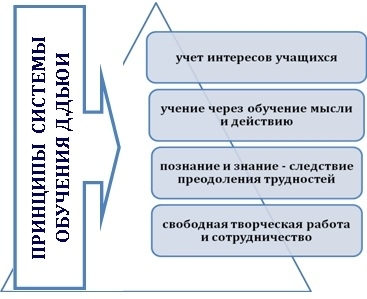 ПРИНЦИПЫ СИСТЕМЫ
ОБУЧЕНИЯ Д.ДЬЮИ
учет интересов учащихся
учение через обучение мысли
и действию
познание и знание - следствие
преодоления трудностей
свободная творческая работа
и сотрудничество